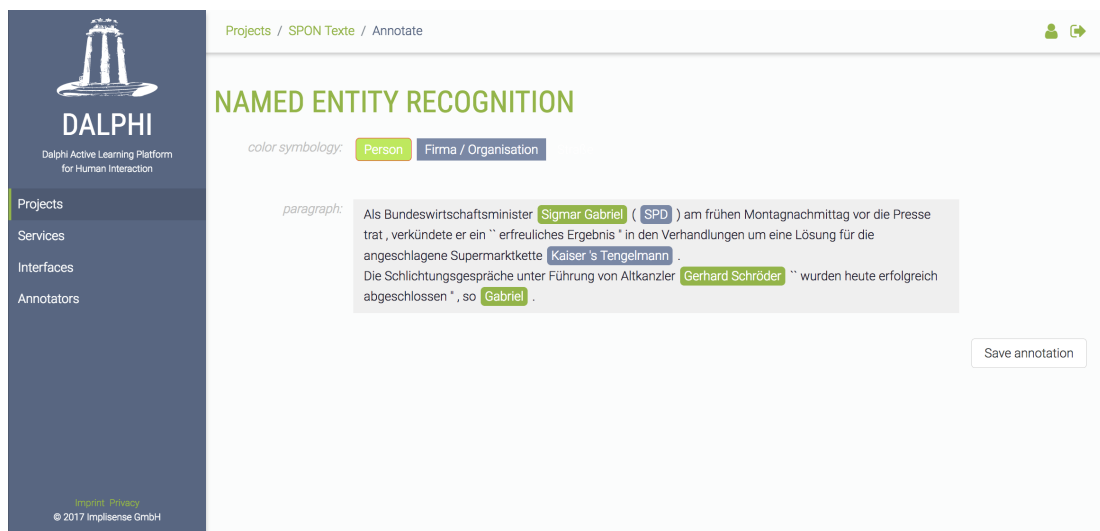 DALPHI
Dalphi Active Learning Platform
for Human Interaction
Projects
Services
Interfaces
Annotators
Imprint Privacy
© 2017 Implisense GmbH
Projects / SPON Texte / Annotate
NAMED ENTITY RECOGNITION
color symbology: Person Firma / Organisation
paragraph:
Als Bundeswirtschaftsminister Sigmar Gabriel ( SPD ) am frühen Montagnachmittag vor die Presse
trat , verkündete er ein `` erfreuliches Ergebnis " in den Verhandlungen um eine Lösung für die
angeschlagene Supermarktkette Kaiser 's Tengelmann .
Die Schlichtungsgespräche unter Führung von Altkanzler Gerhard Schröder `` wurden heute erfolgreich
abgeschlossen " , so Gabriel .
Save annotation